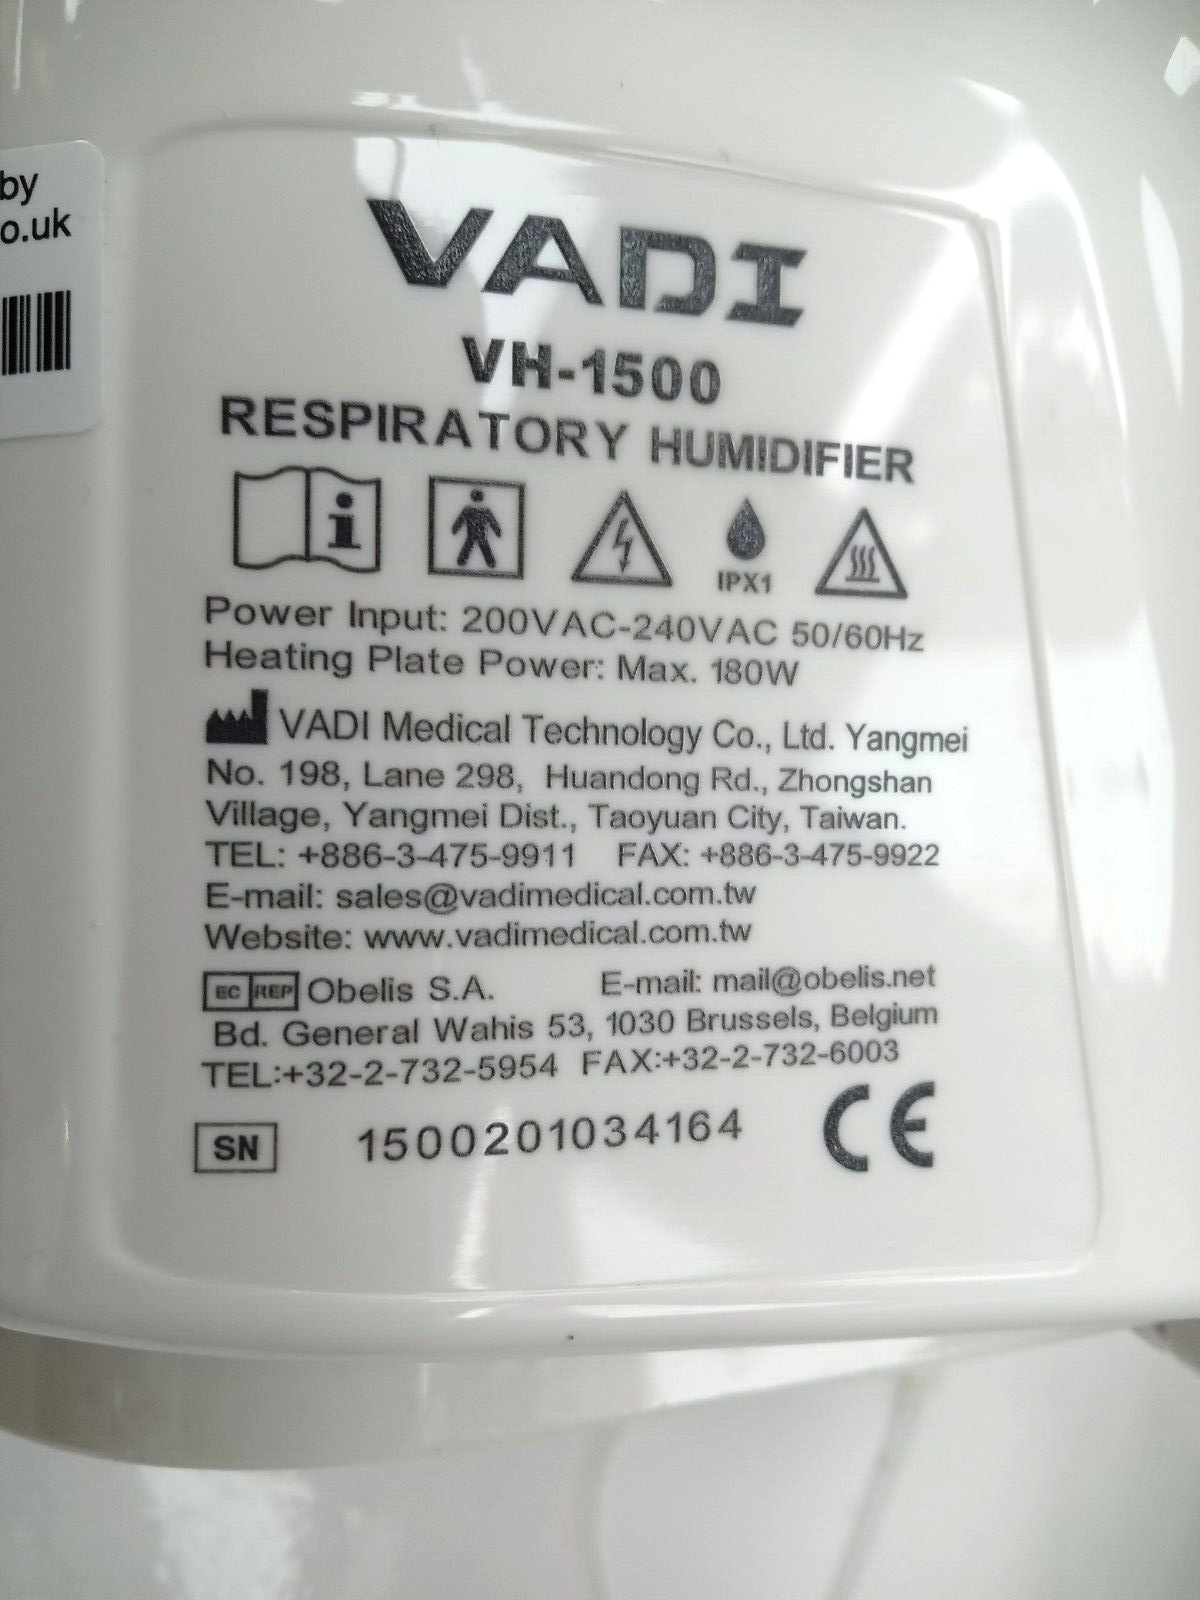 by
o.uk
VADI
VH-1500
RESPIRATORY HUMIDIFIER
IPX1
Power Input: 200VAC-240VAC 50/60Hz
Heating Plate Power: Max. 180W
VADI Medical Technology Co., Ltd. Yangmei
No. 198, Lane 298, Huandong Rd., Zhongshan
Village, Yangmei Dist., Taoyuan City, Taiwan.
TEL: +886-3-475-9911 FAX: +886-3-475-9922
E-mail: sales@vadimedical.com.tw
Website: www.vadimedical.com.tw
EC REP Obelis S.A. E-mail: mail@obelis.net
Bd. General Wahis 53, 1030 Brussels, Belgium
TEL:+32-2-732-5954 FAX:+32-2-732-6003
SN 1500201034164 CE